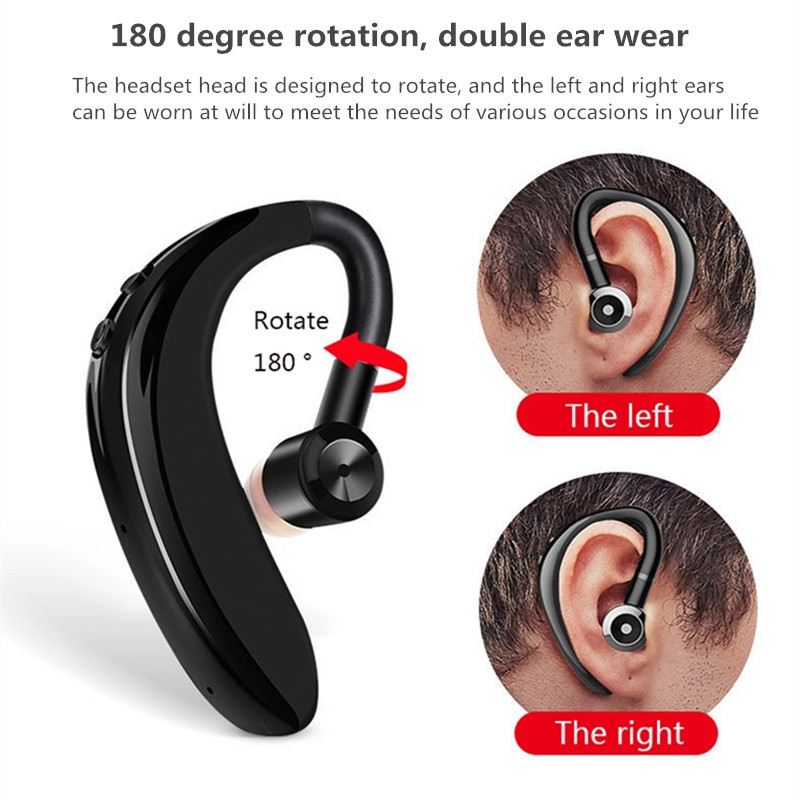 180 degree rotation, double ear wear
The headset head is designed to rotate, and the left and right ears
can be worn at will to meet the needs of various occasions in your life
Rotate
180 °
The left
The right